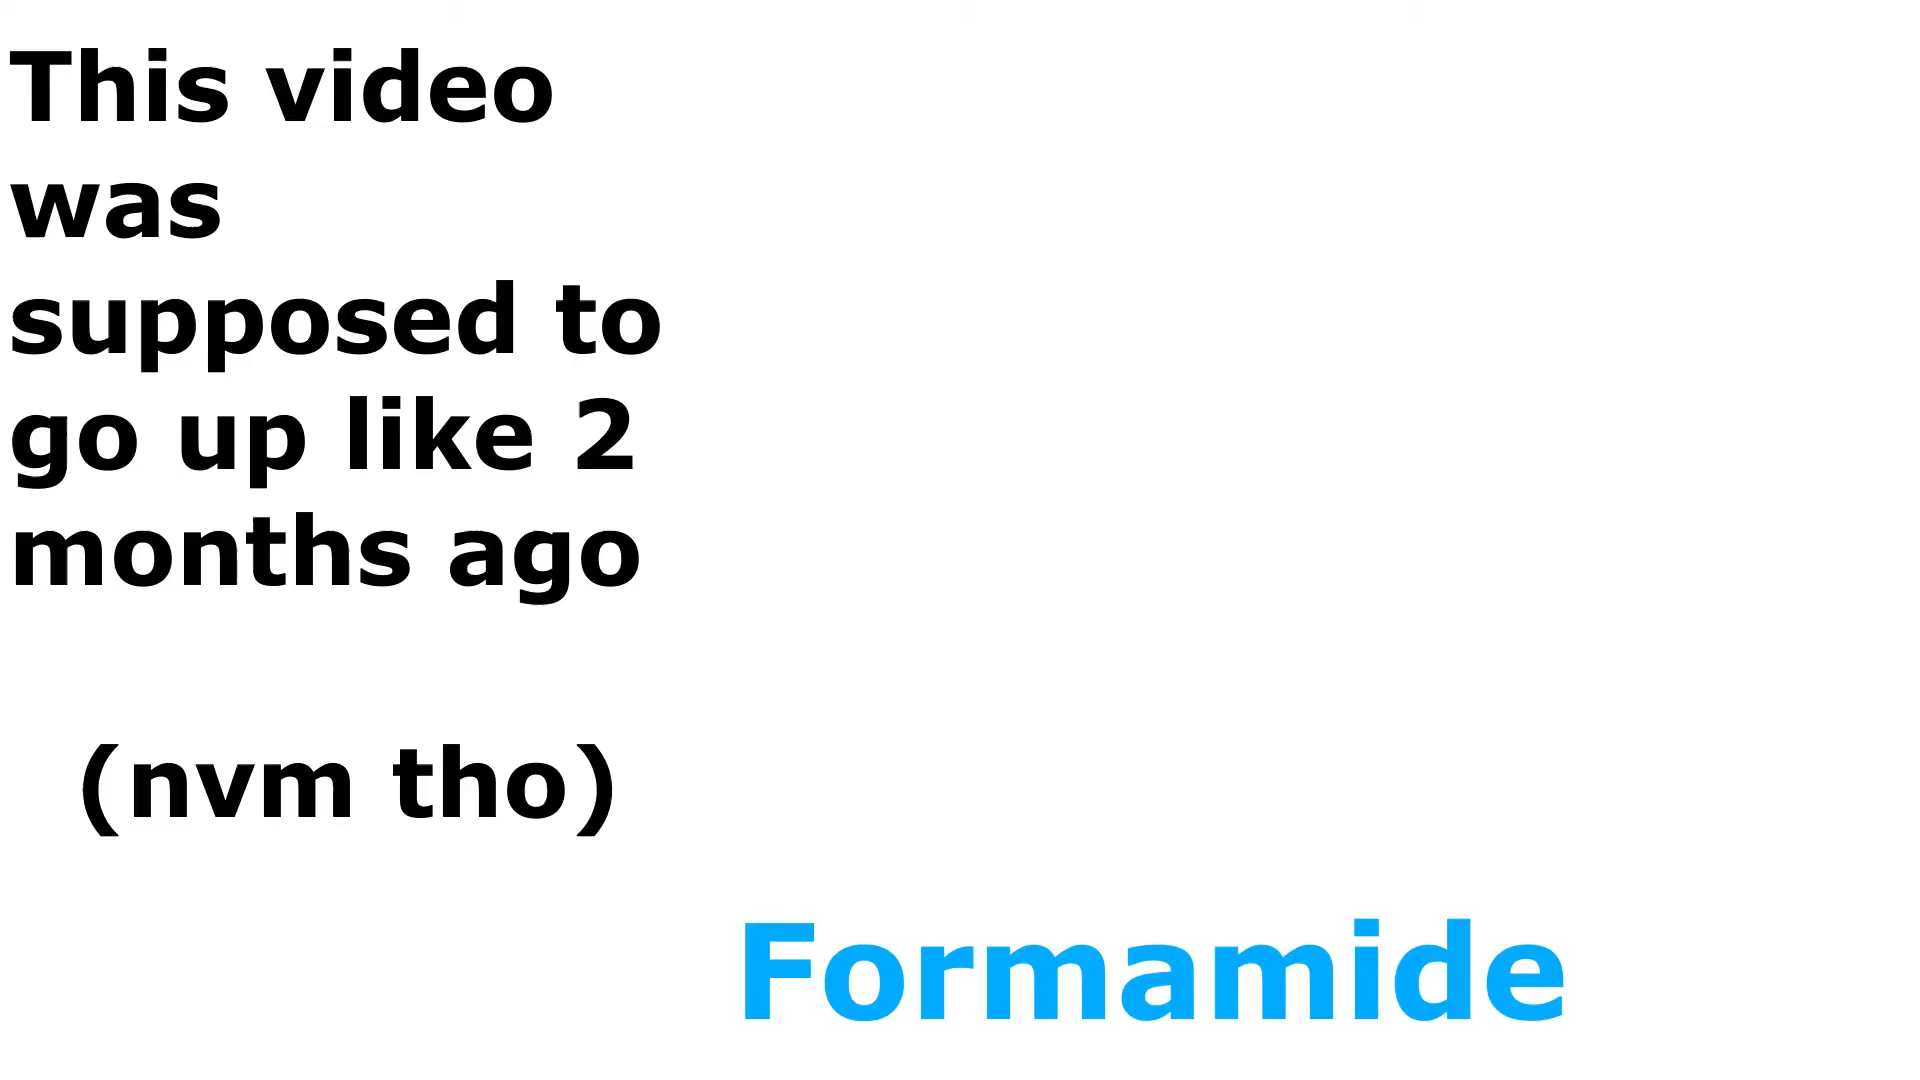 This video
was
supposed to
go up like 2
months ago
(nvm tho)
Formamide